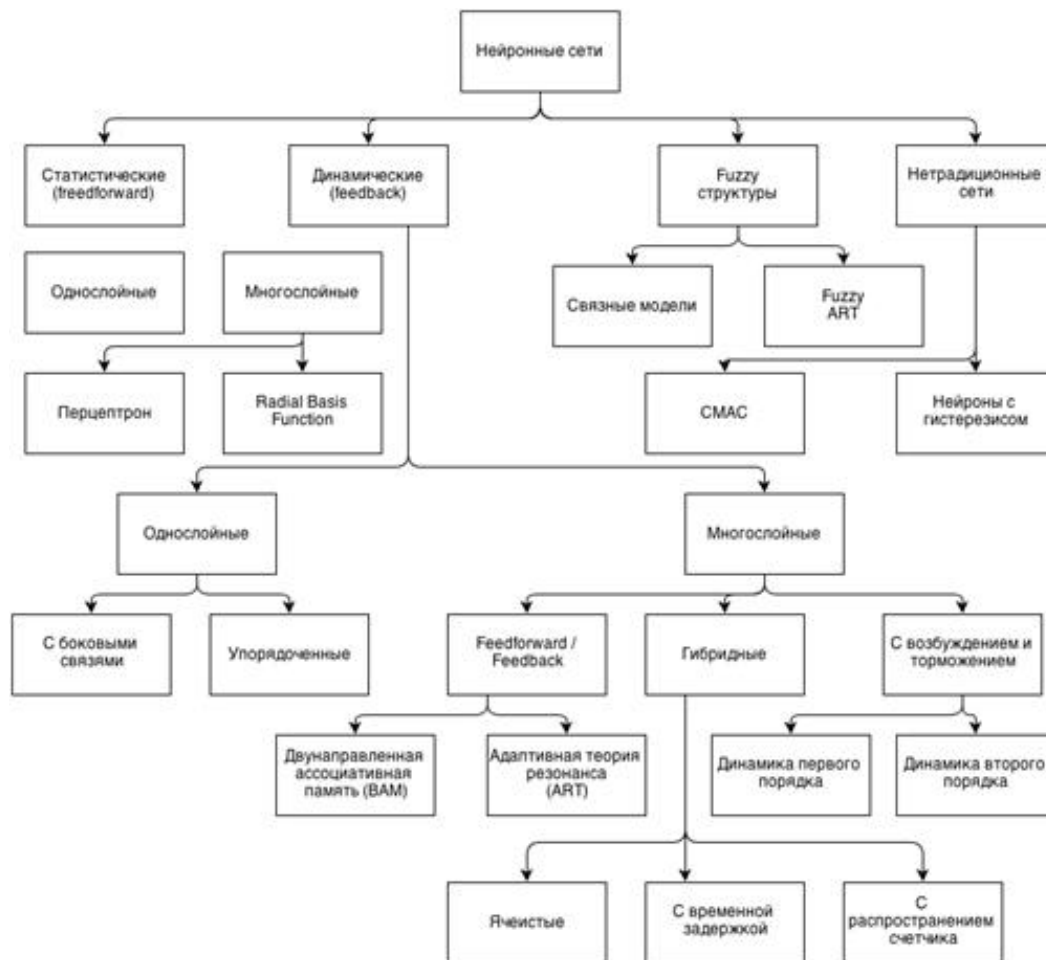 Нейронные сети
Статистические
(freedforward)
Динамические
(feedback)
Fuzzy
структуры
Нетрадиционные
сети
Однослойные
Многослойные
Связные модели
Fuzzy
ART
Перцептрон
Radial Basis
Function
CMAC
Нейроны с
гистерезисом
Однослойные
Многослойные
С боковыми
связями
Упорядоченные
Feedforward /
Feedback
Гибридные
С возбуждением и
торможением
Двунаправленная
ассоциативная
память (BAM)
Адаптивная теория
резонанса
(ART)
Динамика первого
порядка
Динамика второго
порядка
Ячеистые
С временной
задержкой
С
распространением
счетчика